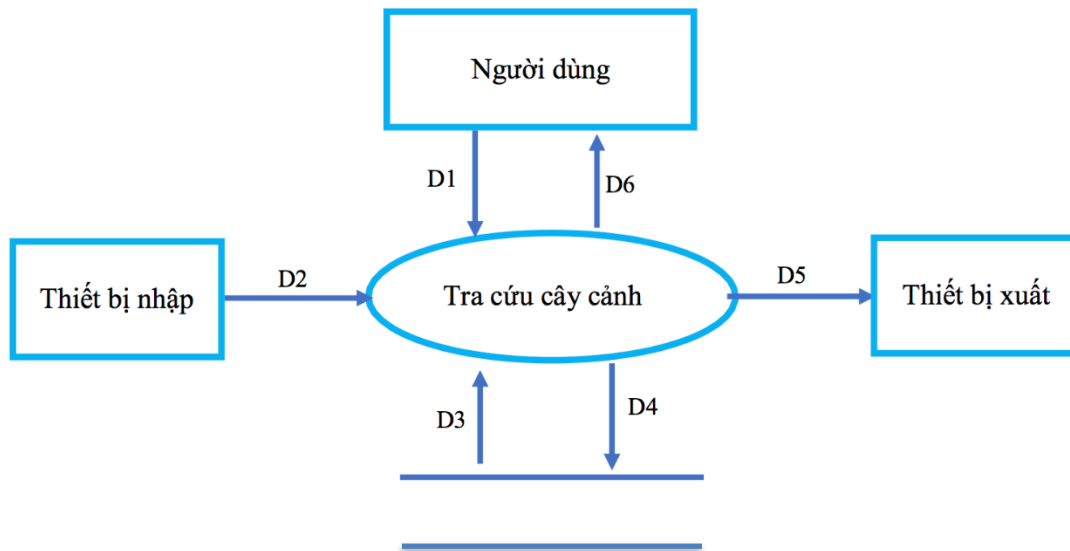 Người dùng
D1
D6
Thiết bị nhập
D2
Tra cứu cây cảnh
D5
Thiết bị xuất
D3
D4